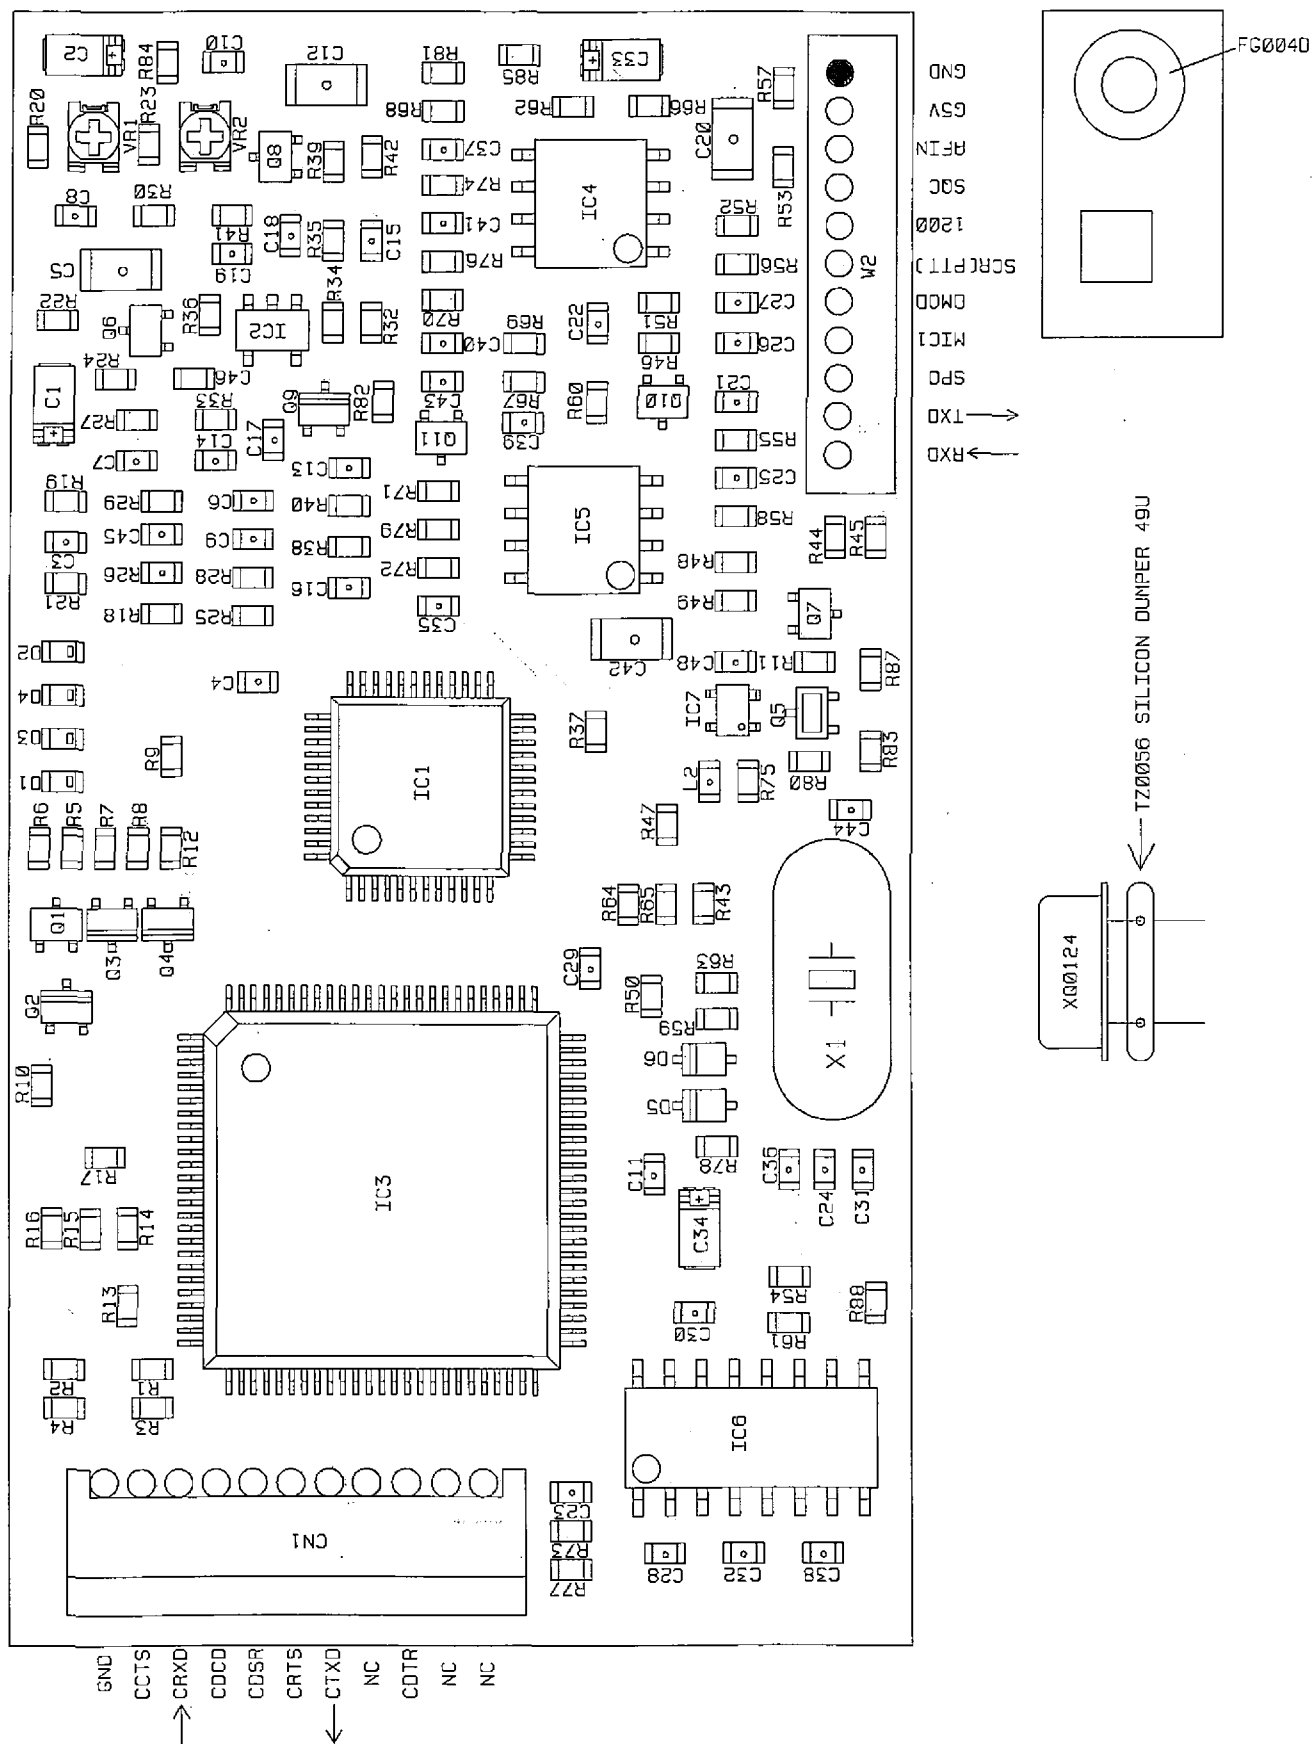 C2
R84
C10
C12
R81
R85
C33
R57
GND
FG004D
R20
VR1
R23
VR2
R68
R62
R66
C20
G5V
Q8
R39
R42
C37
IC4
AFIN
R74
R53
SQC
C8
R30
R41
C18
R35
C15
C41
R52
1200
C5
C19
R34
R76
R56
W2
SCR(PTT)
R22
Q6
R36
IC2
R32
R70
R69
C22
R51
C27
DMOD
R24
C46
C40
R46
C26
MIC1
C1
R33
Q9
R82
C43
R67
R60
Q10
C21
SPO
R27
C14
C17
Q11
C39
R55
TXD
C7
C13
C25
RXD
R19
R29
C6
R40
R71
IC5
R58
C3
C45
C9
R38
R79
R44
R45
R21
R26
R28
C16
R72
R48
R18
R25
C35
R49
Q7
D2
C42
C48
R11
R87
D4
C4
IC7
Q5
D3
R9
R37
R83
D1
IC1
L2
R75
R80
R6
R5
R7
R8
R12
R47
C44
TZ0056 SILICON DUMPER 49U
R64
R65
R43
Q1
Q3
Q4
Q2
C29
R50
R63
R59
XQ0124
X1
D6
R10
D5
R17
C11
R78
C36
C24
C31
R16
R15
R14
IC3
C34
R13
R54
R88
C30
R61
R2
R1
R4
R3
IC6
CN1
C23
R73
R77
C28
C32
C38
GND
CCTS
CRXD
CDCD
CDSR
CRTS
CTXD
NC
CDTR
NC
NC